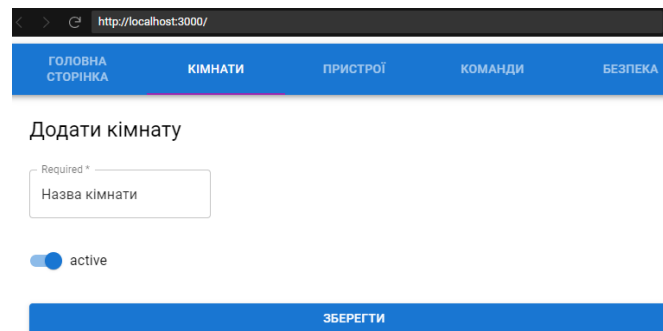 http://localhost:3000/
ГОЛОВНА СТОРІНКА КІМНАТИ ПРИСТРОЇ КОМАНДИ БЕЗПЕКА
Додати кімнату
Required *
Назва кімнати
active
ЗБЕРЕГТИ